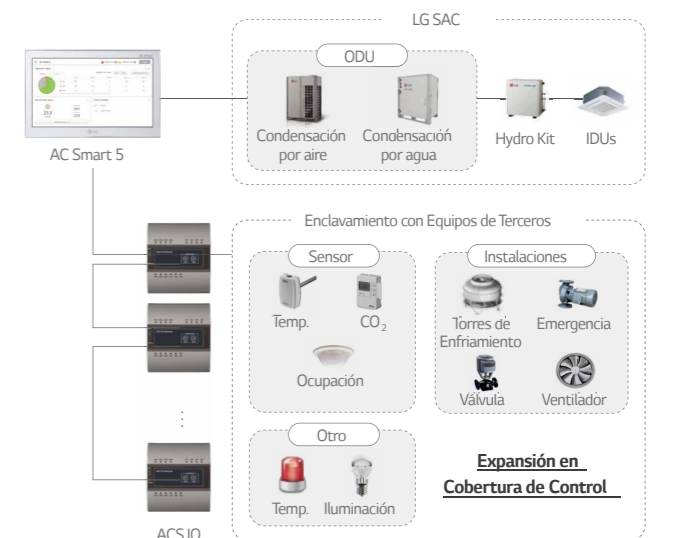 LG SAC
ODU
Condensación
por aire
Condensación
por agua
Hydro Kit
IDUs
AC Smart 5
Enclavamiento con Equipos de Terceros
Sensor
Temp.
CO2
Ocupación
Instalaciones
Torres de
Enfriamiento
Emergencia
Válvula
Ventilador
Otro
Temp.
Iluminación
Expansión en
Cobertura de Control
ACS IO